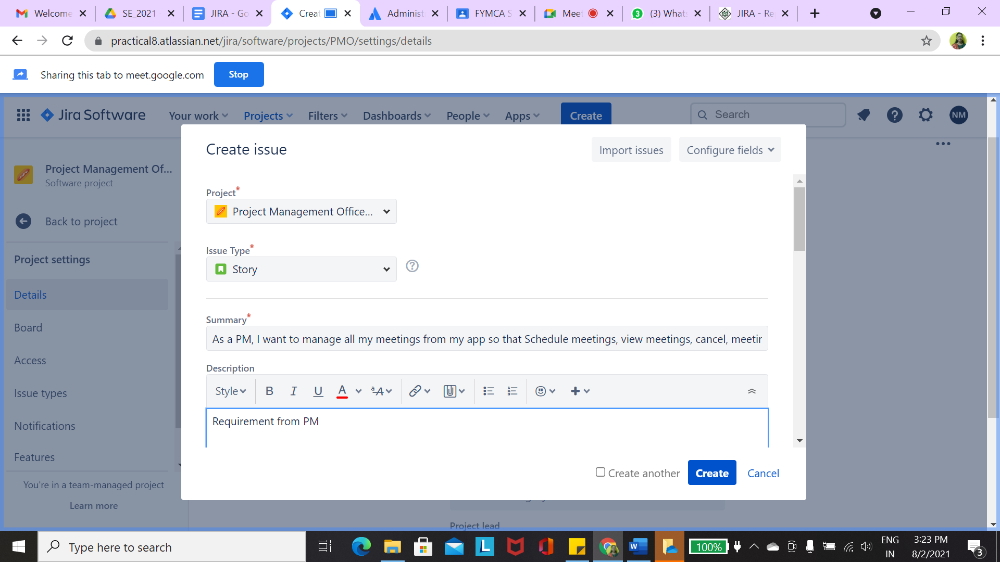 Welcome
SE_2021
JIRA - Go
Creat
Administ
FYMCA S
Meet
(3) Whats
JIRA - Re
practical8.atlassian.net/jira/software/projects/PMO/settings/details
Sharing this tab to meet.google.com
Stop
Jira Software
Your work
Projects
Filters
Dashboards
People
Apps
Create
Search
NM
Project Management Of...
Software project
Back to project
Project settings
Details
Board
Access
Issue types
Notifications
Features
You're in a team-managed project
Learn more
Create issue
Import issues
Configure fields
Project*
Project Management Office...
Issue Type*
Story
Summary*
As a PM, I want to manage all my meetings from my app so that Schedule meetings, view meetings, cancel, meetin
Description
Style
B
I
U
A
Requirement from PM
Create another
Create
Cancel
Project lead
Type here to search
100%
ENG
IN
3:23 PM
8/2/2021
3